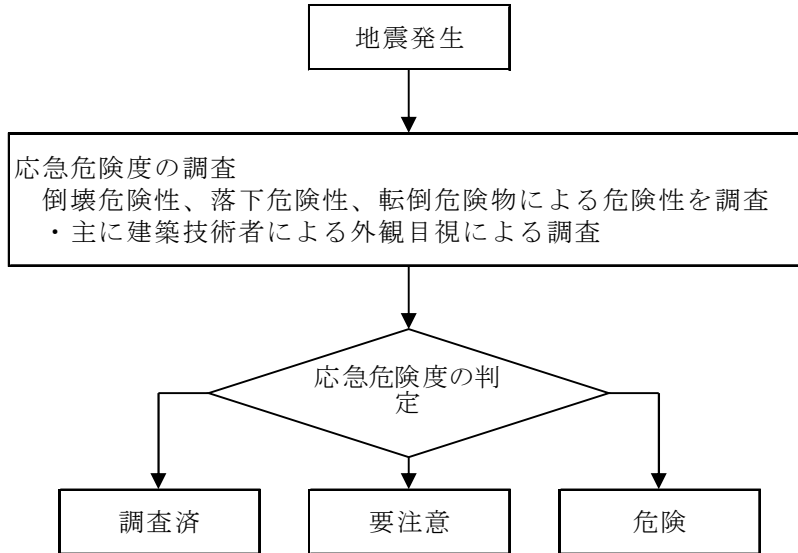 地震発生
応急危険度の調査
倒壊危険性、落下危険性、転倒危険物による危険性を調査
・主に建築技術者による外観目視による調査
応急危険度の判
定
調査済
要注意
危険